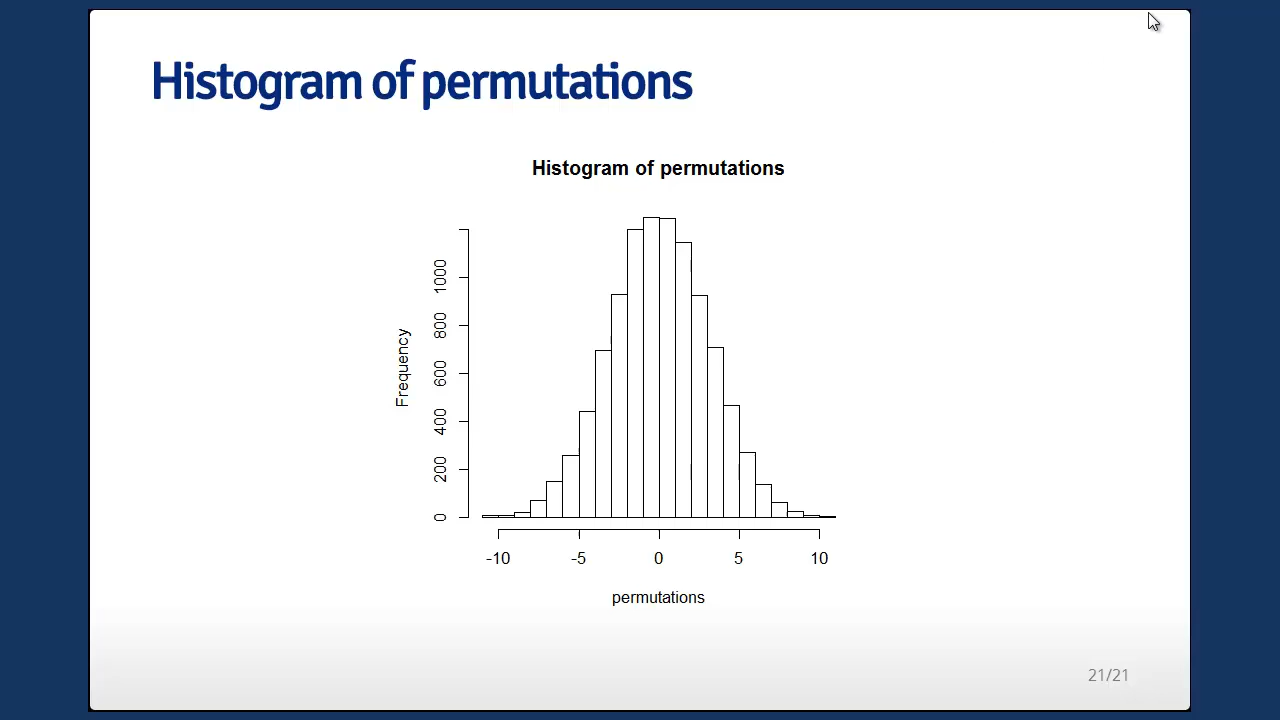 Histogram of permutations
Histogram of permutations
Frequency
1000
800
600
400
200
0
-10 -5 0 5 10
permutations
21/21